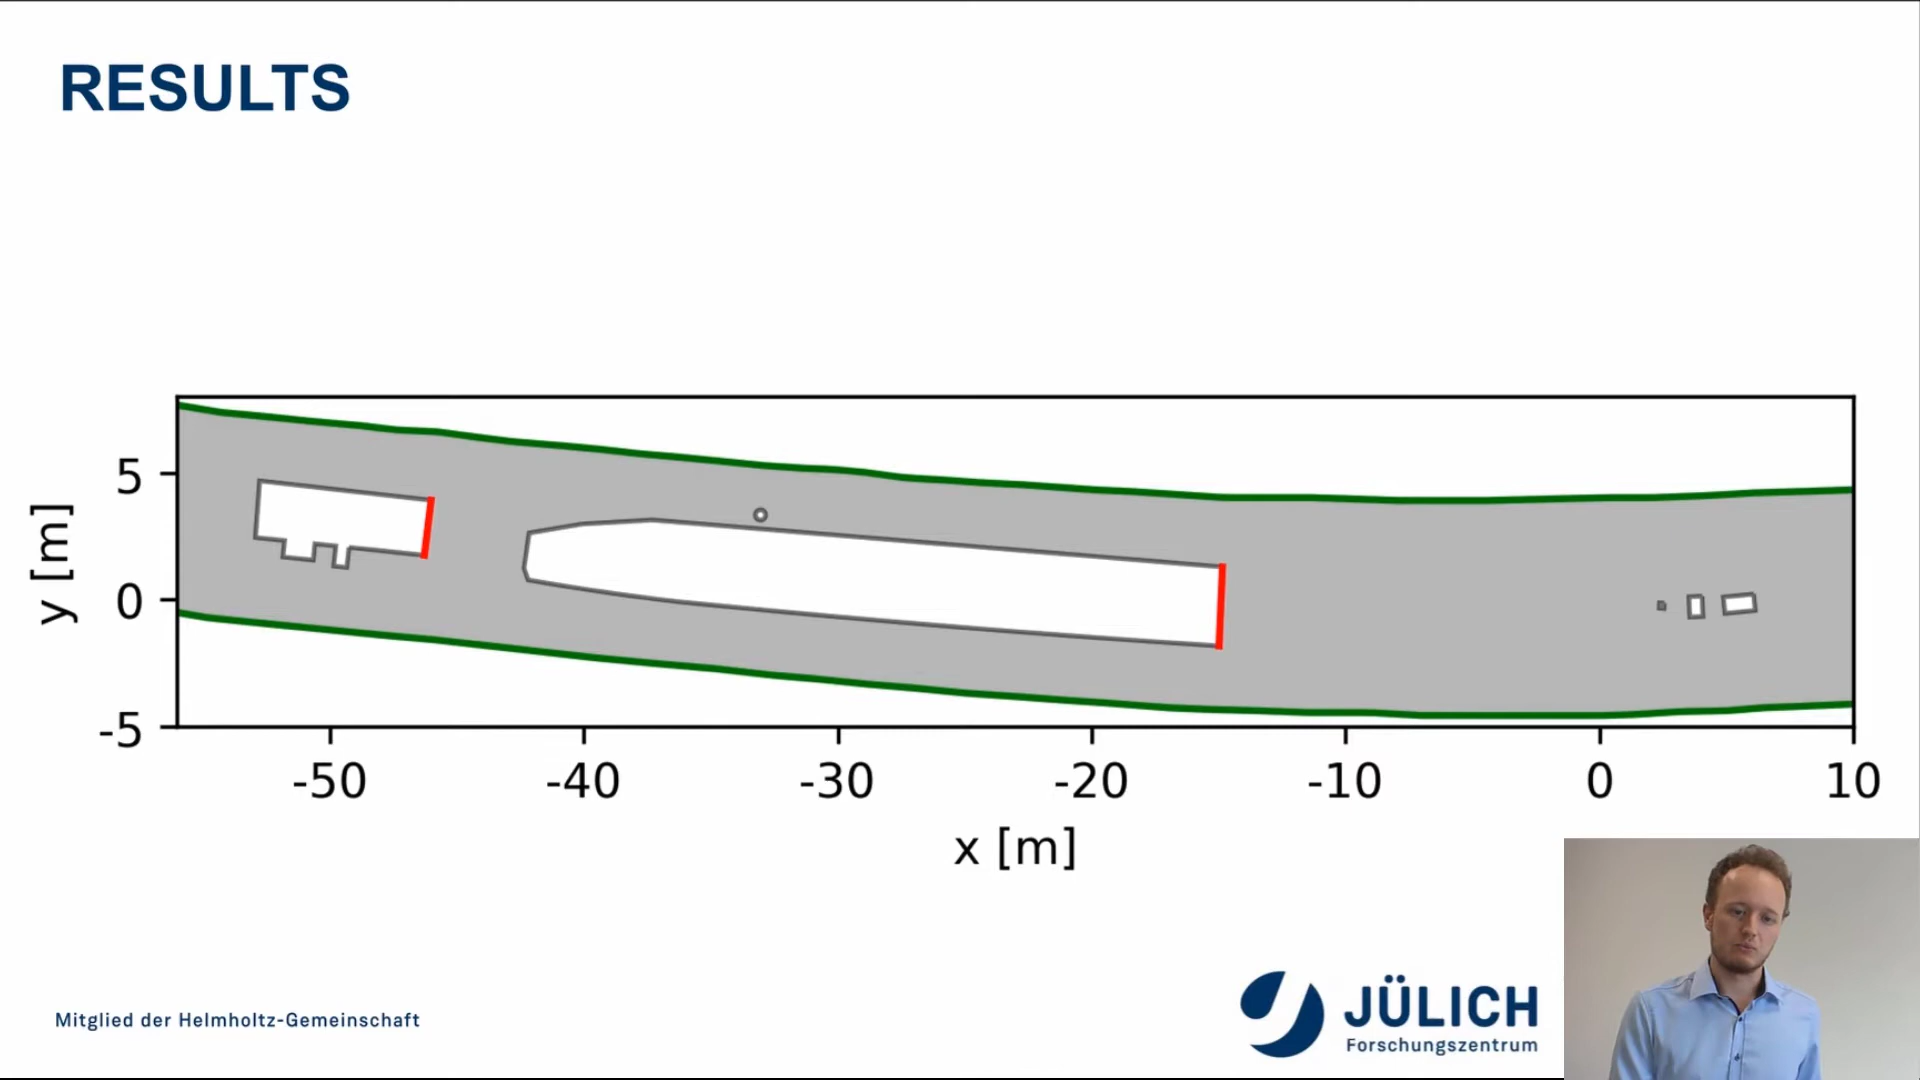 RESULTS
5
0
-5
y [m]
-50
-40
-30
-20
-10
0
10
x [m]
Mitglied der Helmholtz-Gemeinschaft
JÜLICH
Forschungszentrum